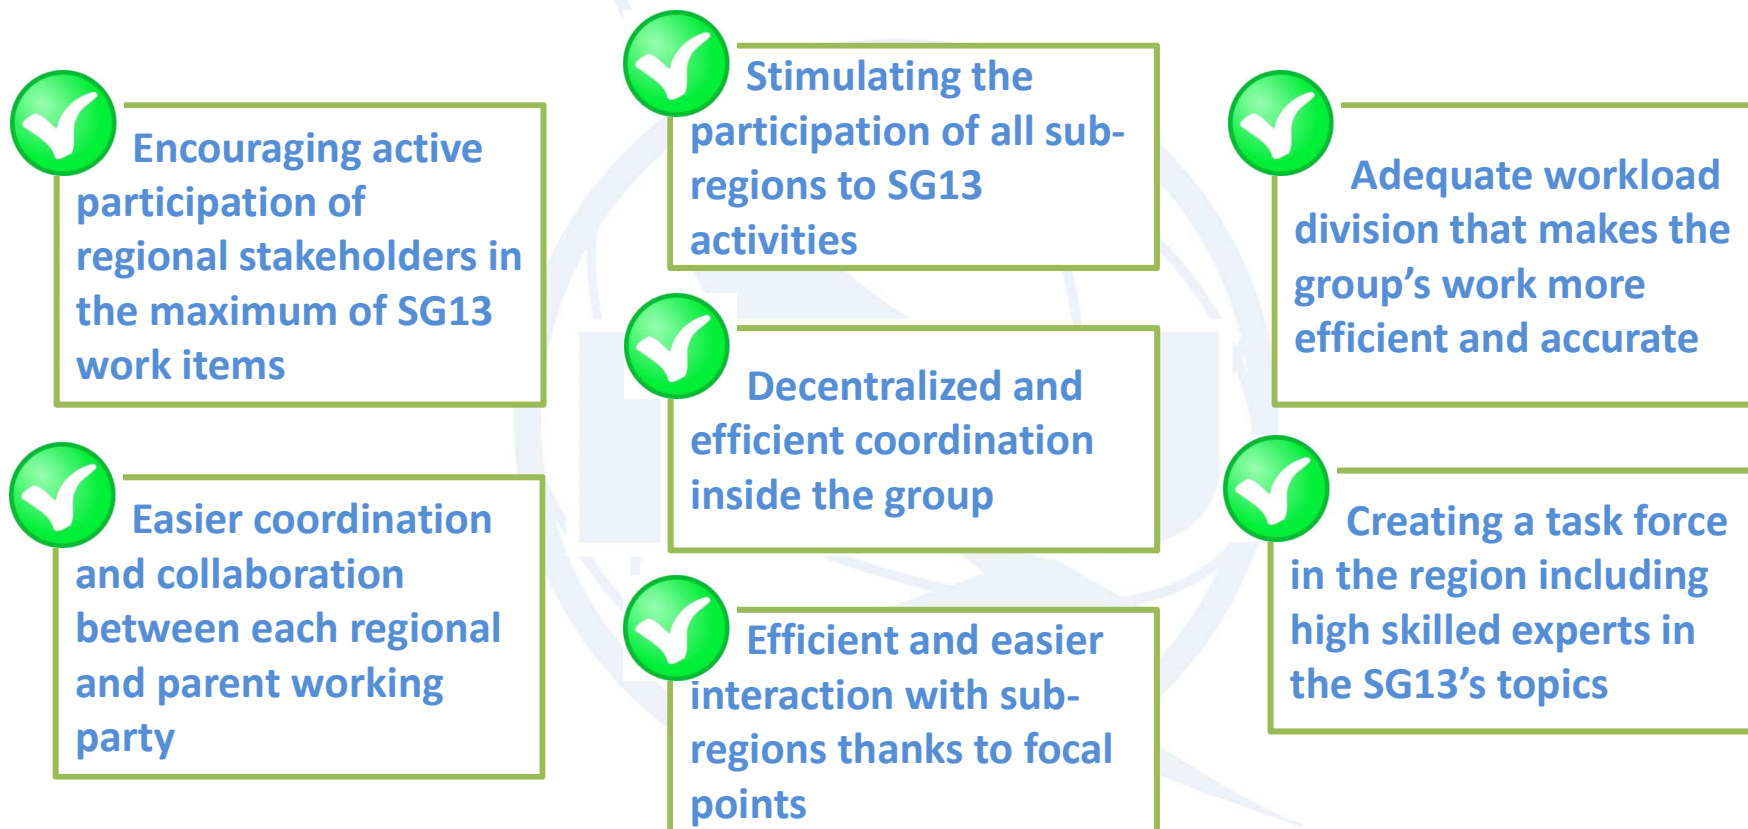 Encouraging active
participation of
regional stakeholders in
the maximum of SG13
work items
Easier coordination
and collaboration
between each regional
and parent working
party
Stimulating the
participation of all sub-
regions to SG13
activities
Decentralized and
efficient coordination
inside the group
Efficient and easier
interaction with sub-
regions thanks to focal
points
Adequate workload
division that makes the
group’s work more
efficient and accurate
Creating a task force
in the region including
high skilled experts in
the SG13’s topics